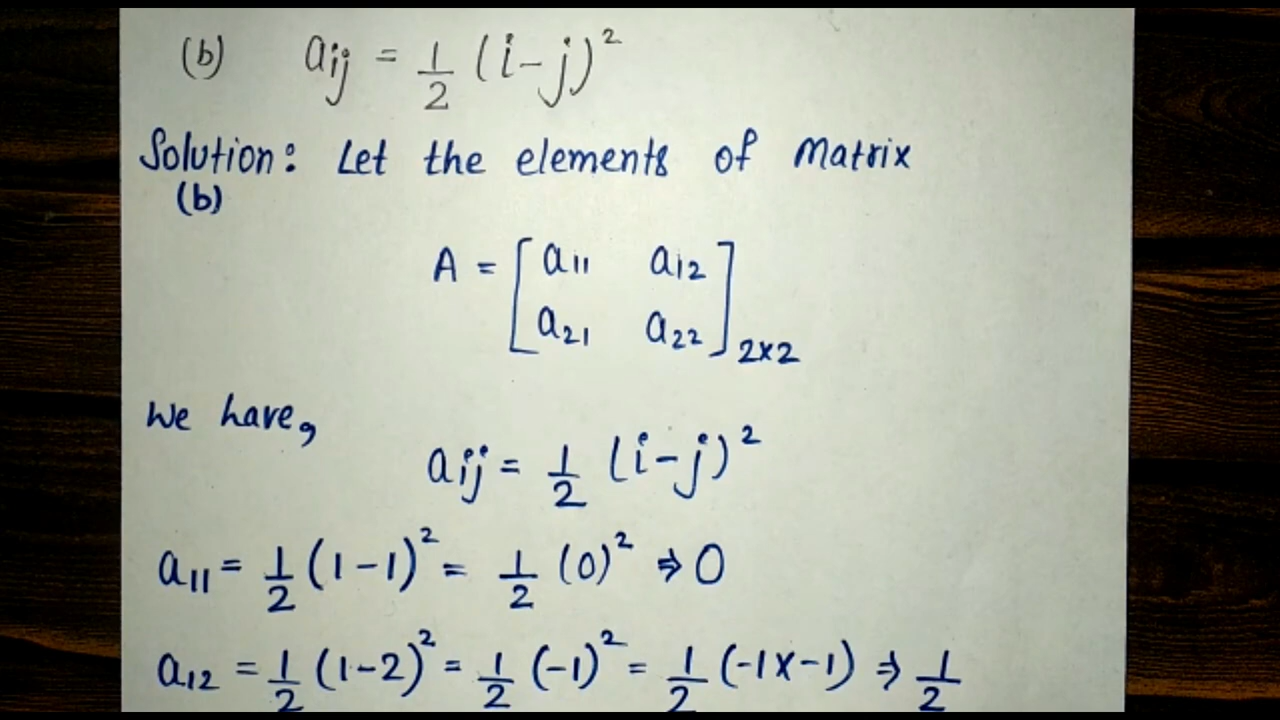 (b) aij = 1/2 (i-j)²
Solution: Let the elements of Matrix
(b)
A = [ a11 a12
a21 a22 ] 2x2
We have,
aij = 1/2 (i-j)²
a11 = 1/2 (1-1)² = 1/2 (0)² ⇒ 0
a12 = 1/2 (1-2)² = 1/2 (-1)² = 1/2 (-1x-1) ⇒ 1/2